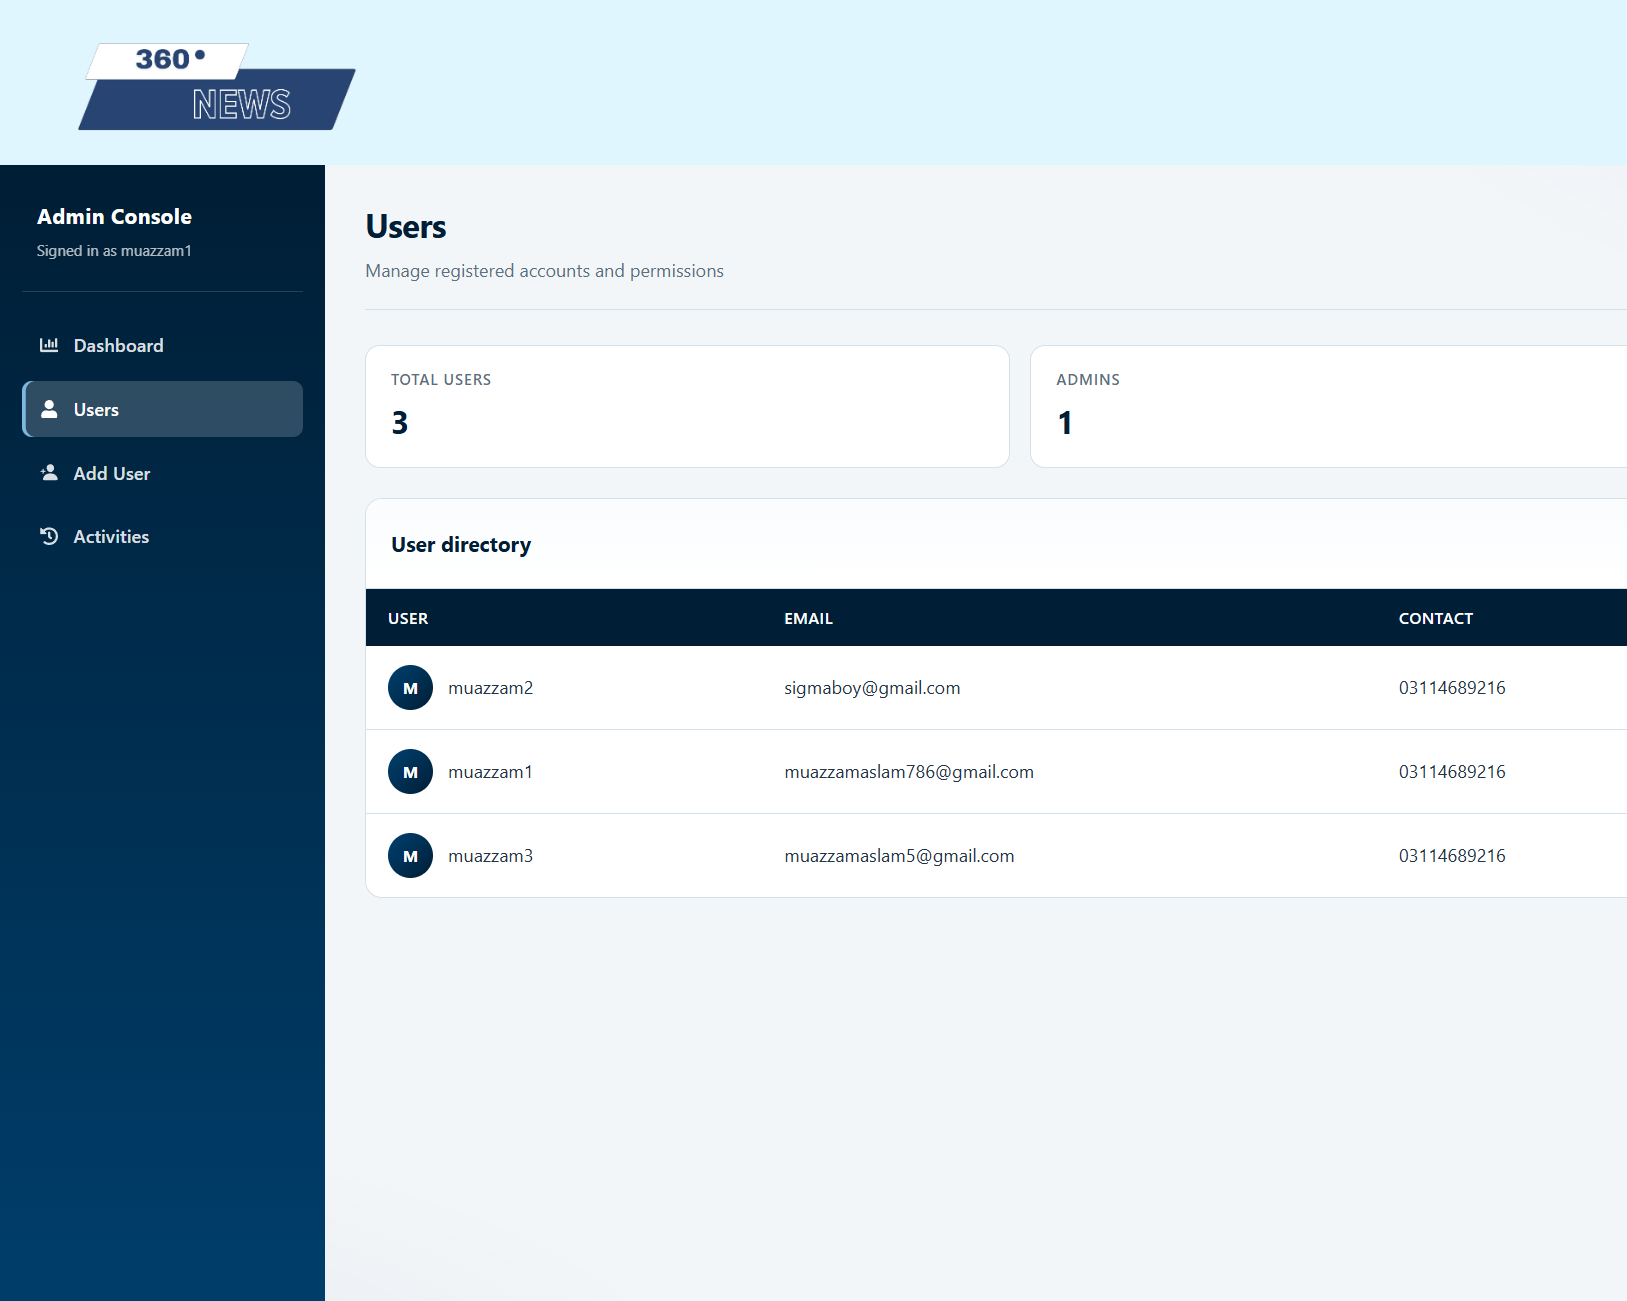 360°
NEWS
Admin Console
Signed in as muazzam1
Dashboard
Users
Add User
Activities
Users
Manage registered accounts and permissions
TOTAL USERS
3
ADMINS
1
User directory
USER EMAIL CONTACT
M muazzam2 sigmaboy@gmail.com 03114689216
M muazzam1 muazzamaslam786@gmail.com 03114689216
M muazzam3 muazzamaslam5@gmail.com 03114689216